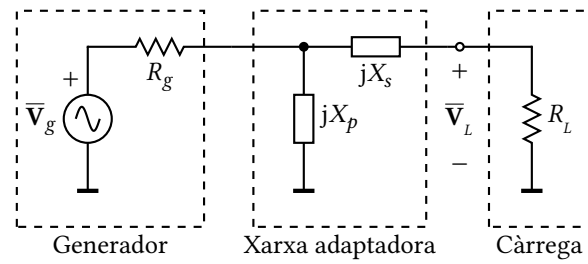 + R_g jX_s + 
V̅_g jX_p V̅_L R_L
−
Generador Xarxa adaptadora Càrrega